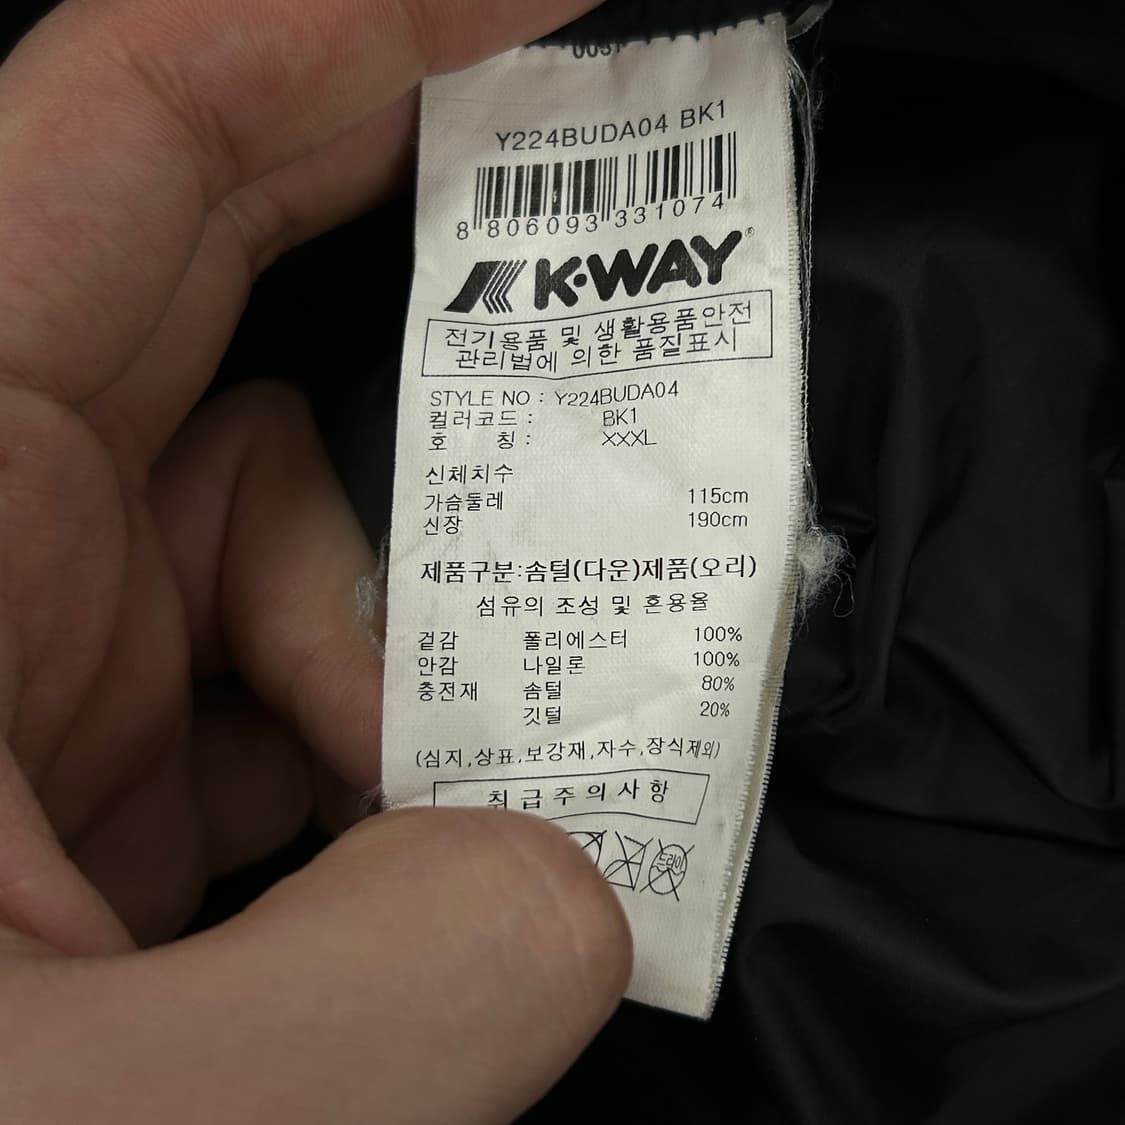 Y224BUDA04 BK1
8 806093 331074
K·WAY®
전기용품 및 생활용품안전
관리법에 의한 품질표시
STYLE NO : Y224BUDA04
컬러코드 : BK1
호 칭 : XXXL
신체치수
가슴둘레 115cm
신장 190cm
제품구분:솜털(다운)제품(오리)
섬유의 조성 및 혼용율
겉감 폴리에스터 100%
안감 나일론 100%
충전재 솜털 80%
깃털 20%
(심지,상표,보강재,자수,장식제외)
취급주의사항
드라이